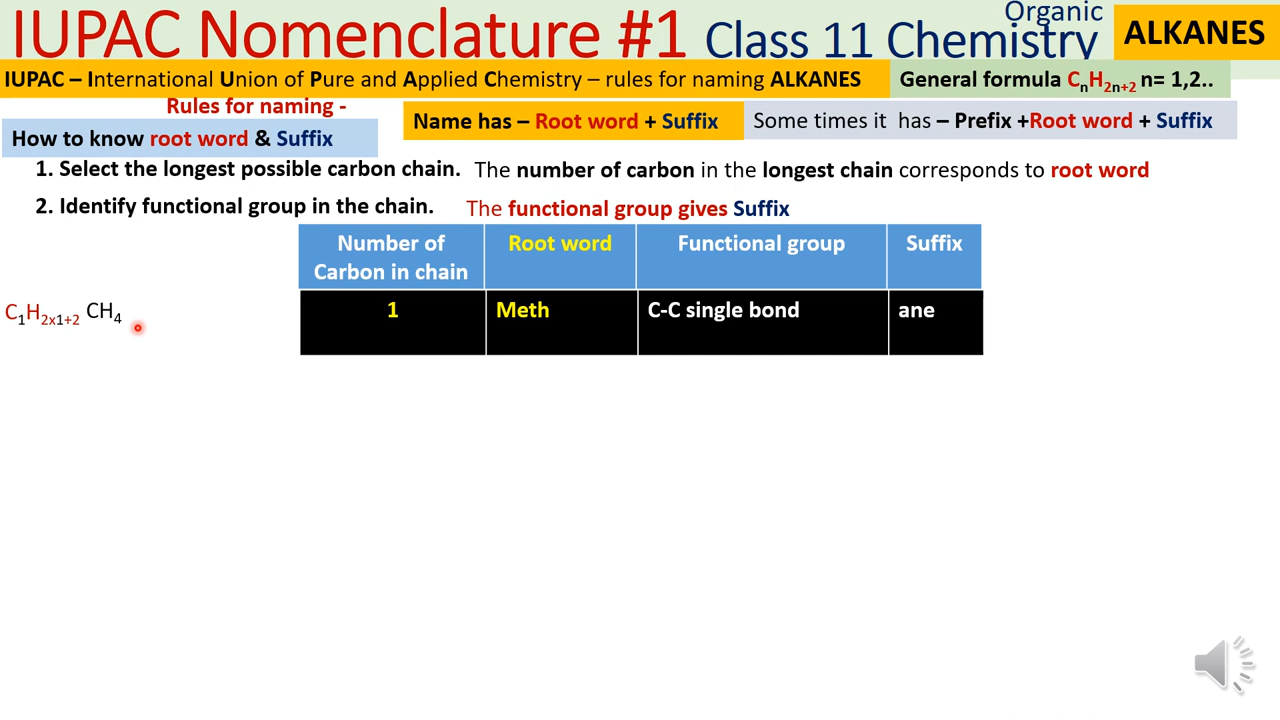 IUPAC Nomenclature #1 Class 11 Chemistry Organic ALKANES
IUPAC – International Union of Pure and Applied Chemistry – rules for naming ALKANES General formula CₙH₂ₙ₊₂ n= 1,2..
Rules for naming -
Name has – Root word + Suffix Some times it has – Prefix +Root word + Suffix
How to know root word & Suffix
1. Select the longest possible carbon chain. The number of carbon in the longest chain corresponds to root word
2. Identify functional group in the chain. The functional group gives Suffix
Number of Carbon in chain Root word Functional group Suffix
C₁H₂ₓ₁₊₂ CH₄ 1 Meth C-C single bond ane